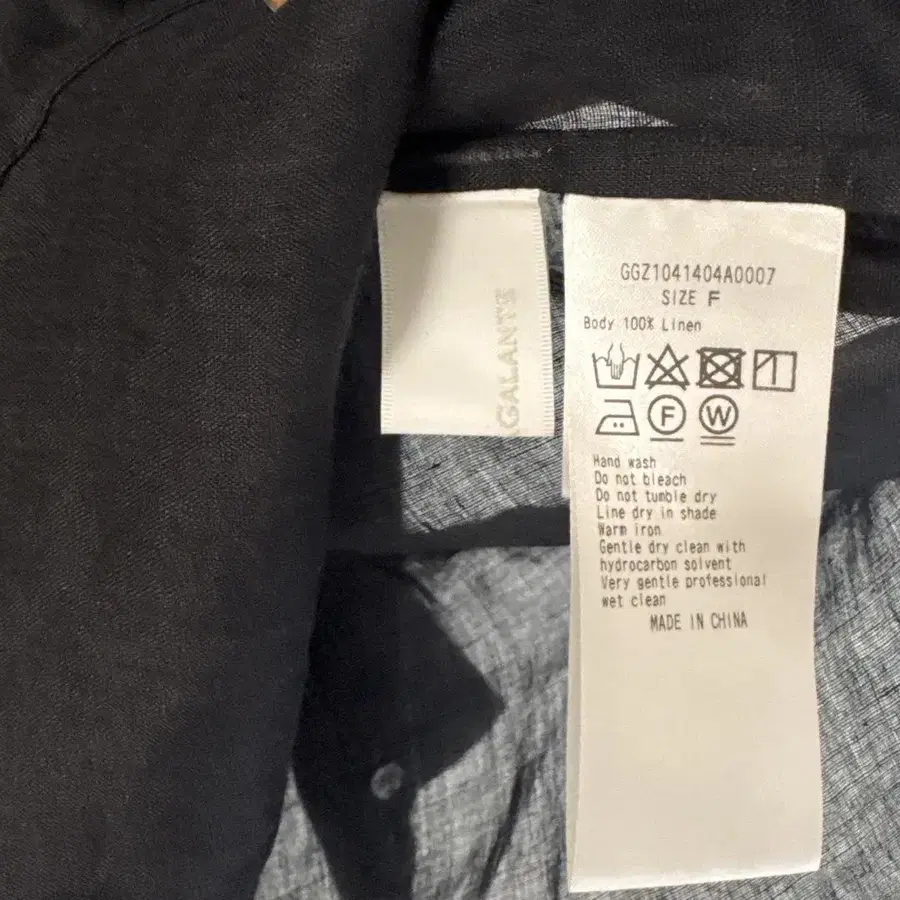 GALANTE
GGZ1041404A0007
SIZE F
Body 100% Linen
F
W
Hand wash
Do not bleach
Do not tumble dry
Line dry in shade
Warm iron
Gentle dry clean with
hydrocarbon solvent
Very gentle professional
wet clean
MADE IN CHINA